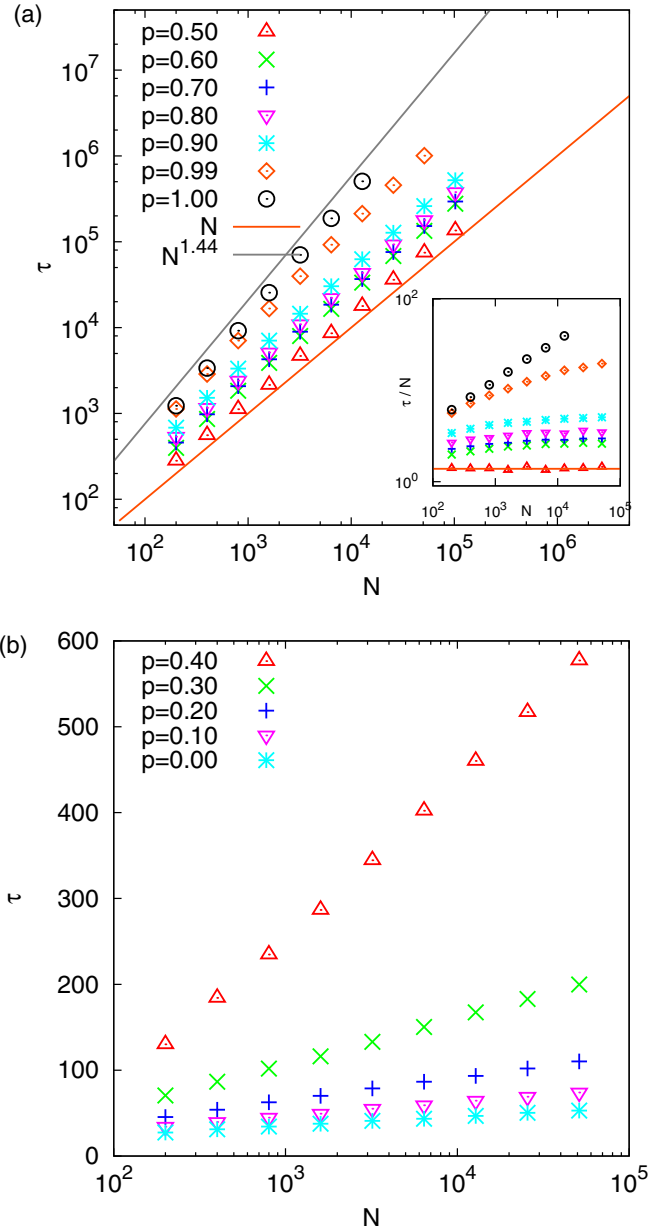 (a)
p=0.50
p=0.60
p=0.70
p=0.80
p=0.90
p=0.99
p=1.00
N
N^1.44
τ
10^7
10^6
10^5
10^4
10^3
10^2
10^2 10^3 10^4 10^5 10^6
N
τ / N
10^2
10^0
10^2 10^3 N 10^4 10^5
(b)
p=0.40
p=0.30
p=0.20
p=0.10
p=0.00
τ
600
500
400
300
200
100
0
10^2 10^3 10^4 10^5
N